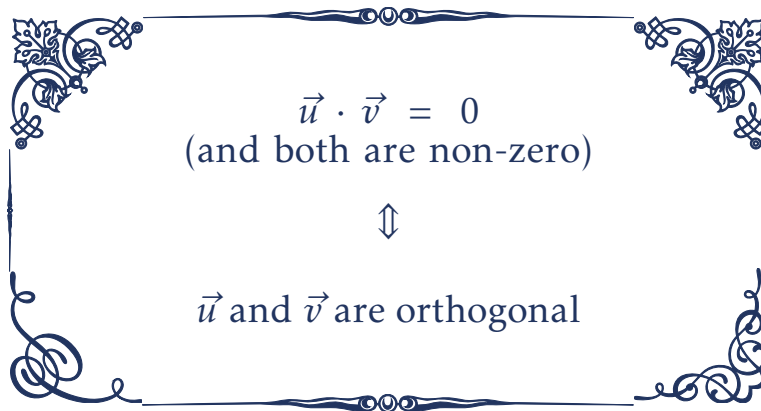 u⃗ · v⃗ = 0
(and both are non-zero)
⇕
u⃗ and v⃗ are orthogonal